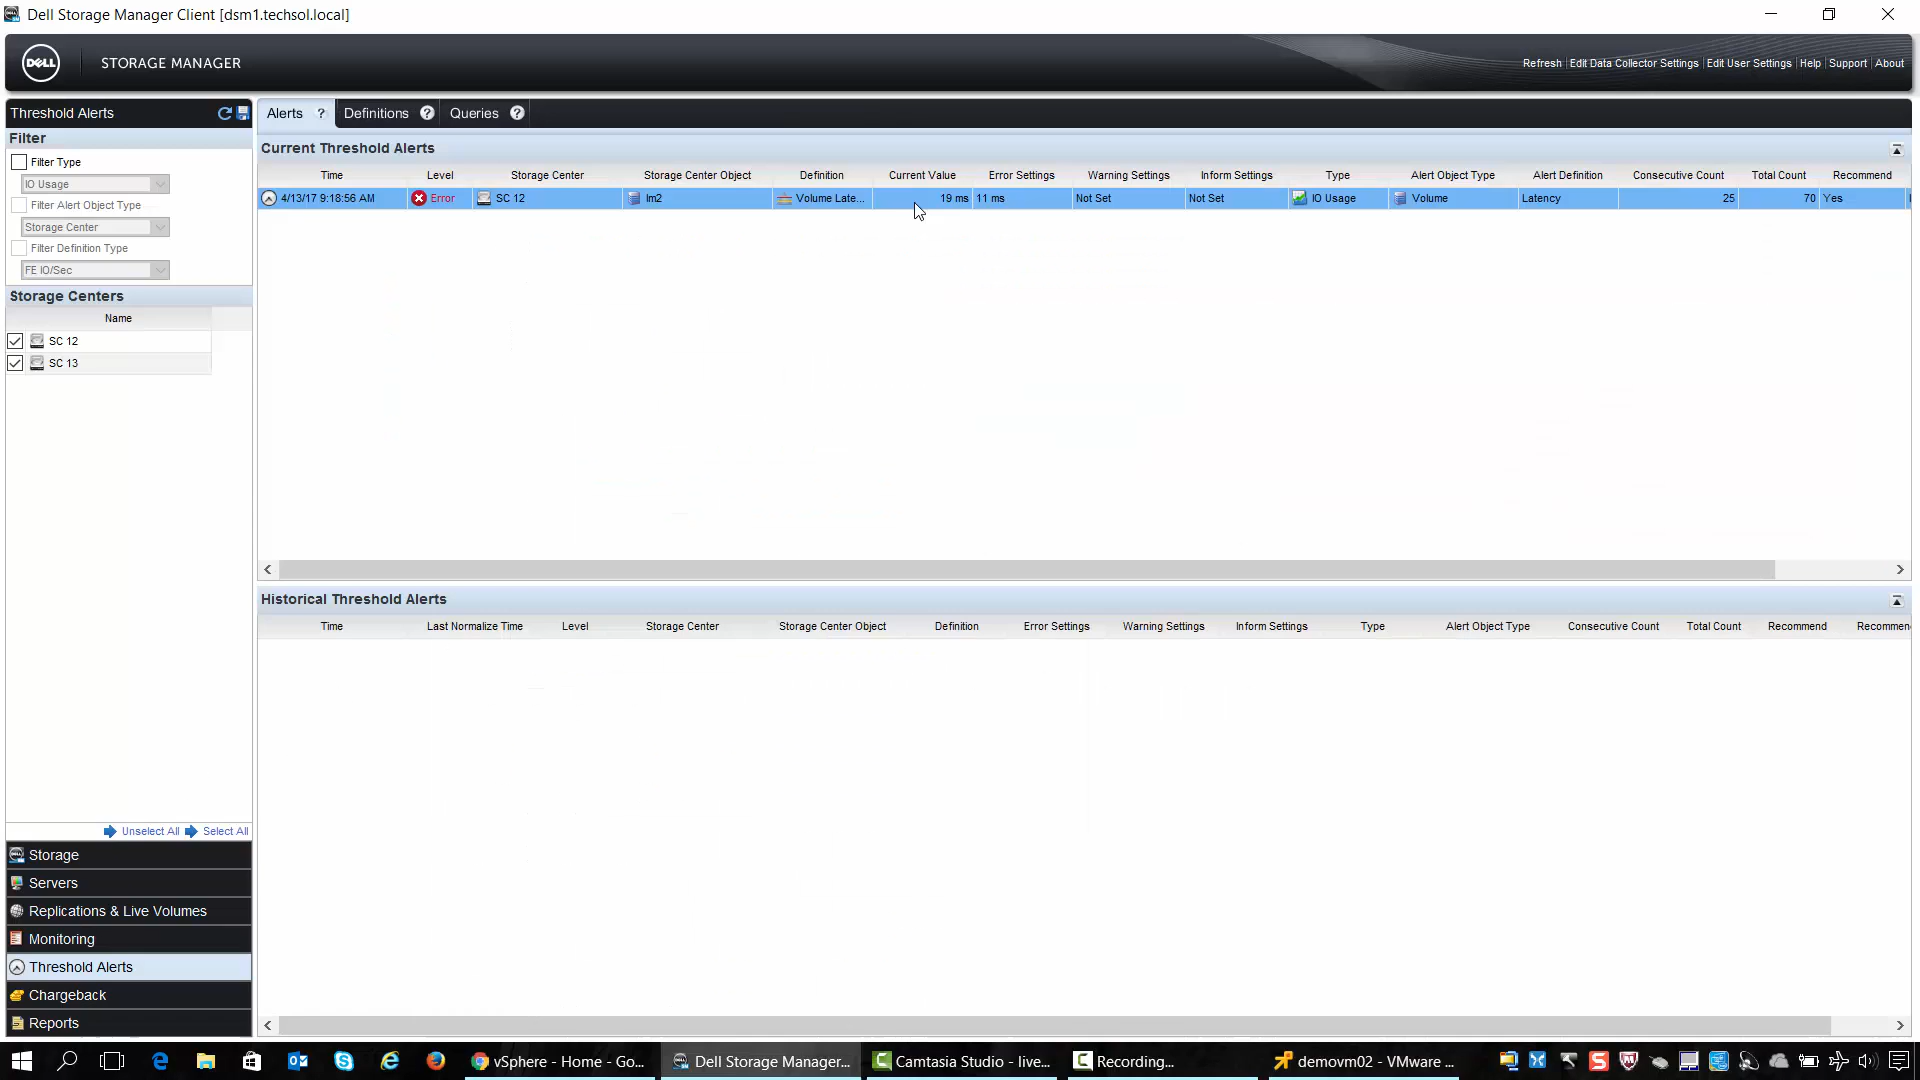 Dell Storage Manager Client [dsm1.techsol.local]
DELL STORAGE MANAGER
Refresh | Edit Data Collector Settings | Edit User Settings | Help | Support | About
Threshold Alerts
Alerts ? Definitions ? Queries ?
Filter
Filter Type
IO Usage
Filter Alert Object Type
Storage Center
Filter Definition Type
FE IO/Sec
Storage Centers
Name
SC 12
SC 13
Unselect All Select All
Storage
Servers
Replications & Live Volumes
Monitoring
Threshold Alerts
Chargeback
Reports
Current Threshold Alerts
Time Level Storage Center Storage Center Object Definition Current Value Error Settings Warning Settings Inform Settings Type Alert Object Type Alert Definition Consecutive Count Total Count Recommend
4/13/17 9:18:56 AM Error SC 12 lm2 Volume Late... 19 ms 11 ms Not Set Not Set IO Usage Volume Latency 25 70 Yes
Historical Threshold Alerts
Time Last Normalize Time Level Storage Center Storage Center Object Definition Error Settings Warning Settings Inform Settings Type Alert Object Type Consecutive Count Total Count Recommend Recommen
vSphere - Home - Go... Dell Storage Manager... Camtasia Studio - live... Recording... demovm02 - VMware ...